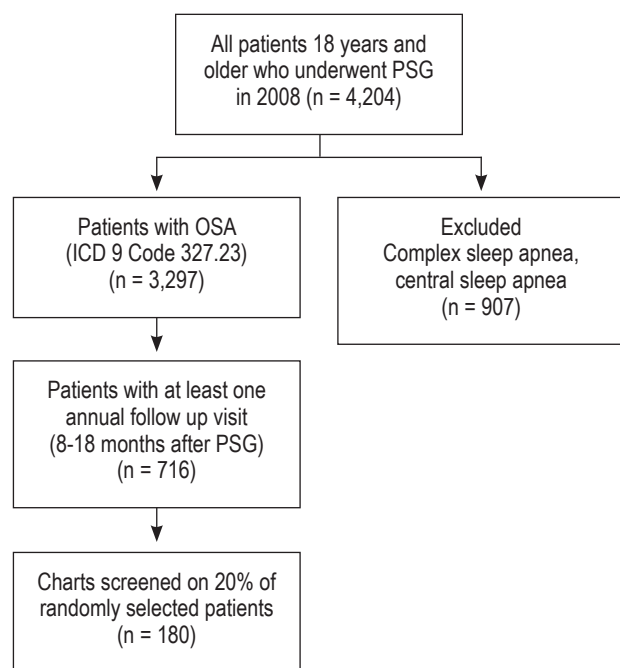 All patients 18 years and
older who underwent PSG
in 2008 (n = 4,204)
Patients with OSA
(ICD 9 Code 327.23)
(n = 3,297)
Excluded
Complex sleep apnea,
central sleep apnea
(n = 907)
Patients with at least one
annual follow up visit
(8-18 months after PSG)
(n = 716)
Charts screened on 20% of
randomly selected patients
(n = 180)